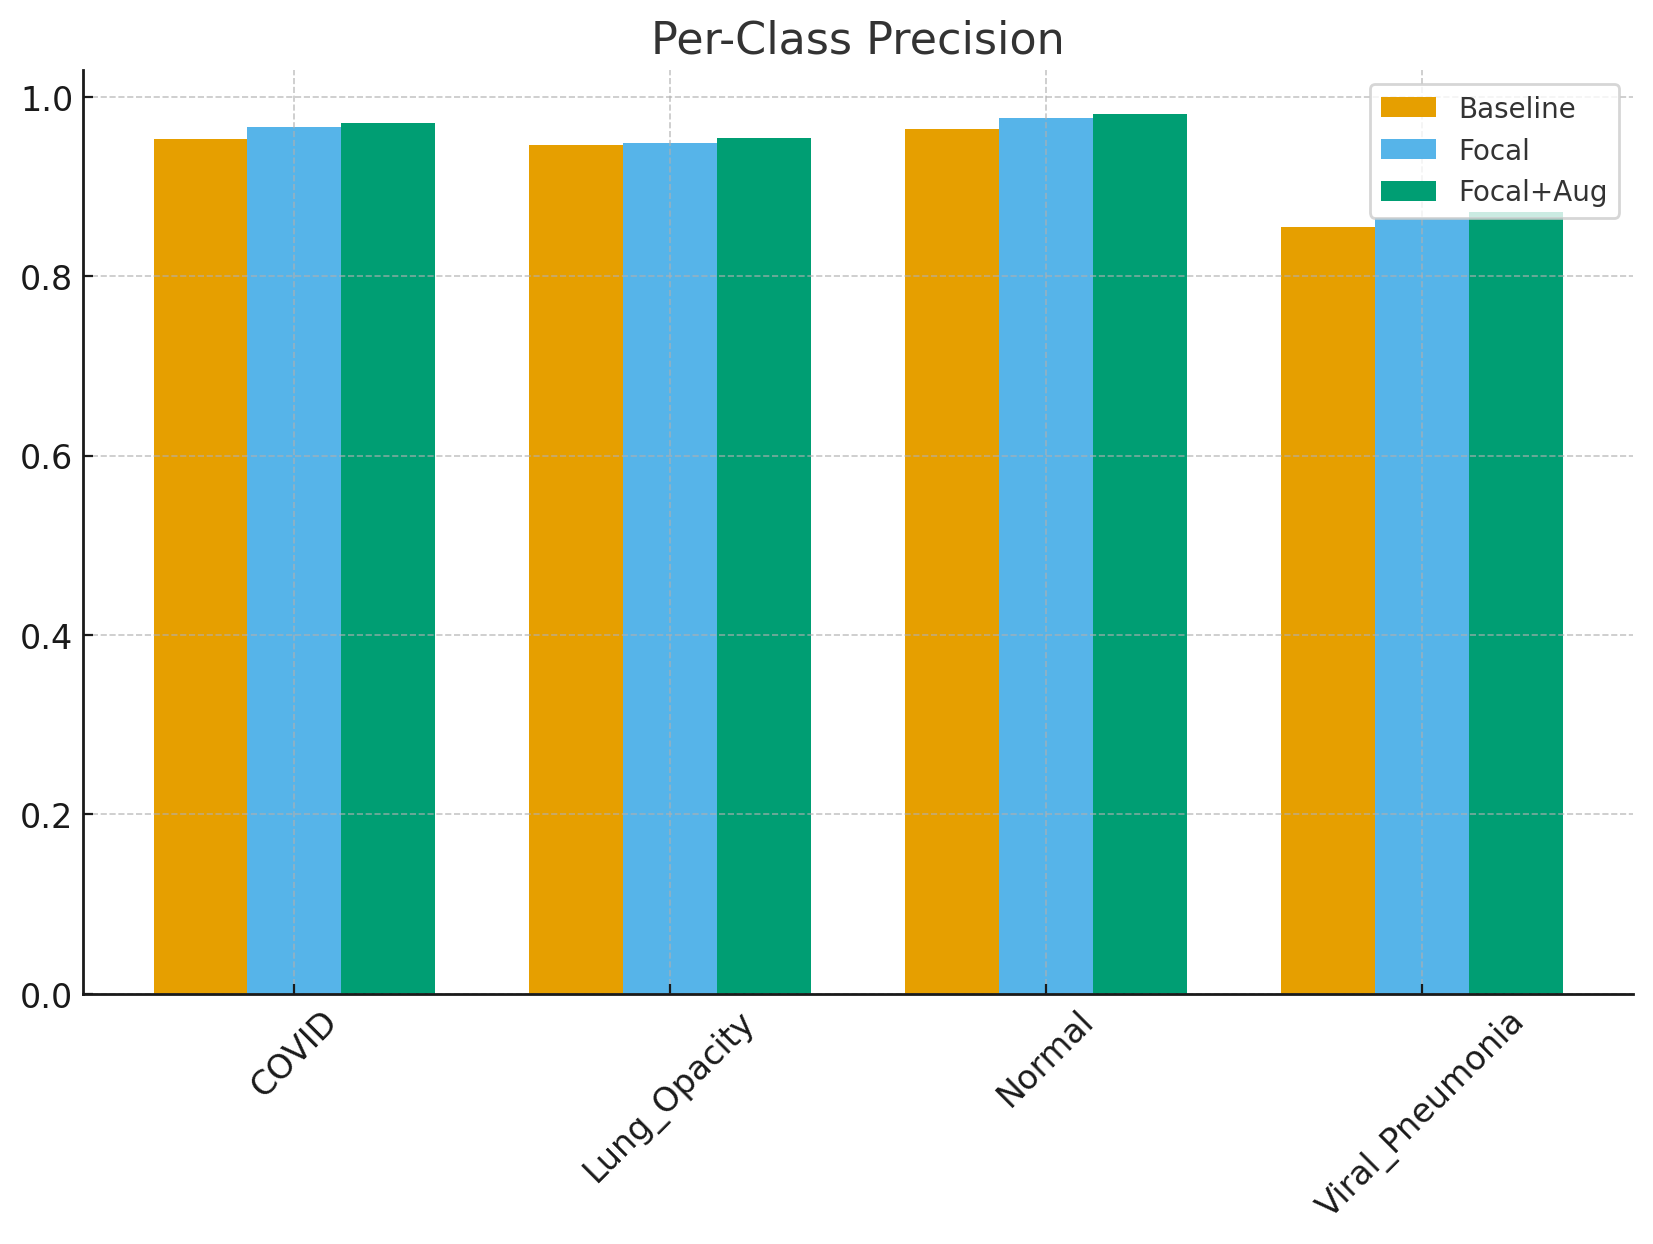 Per-Class Precision
1.0
0.8
0.6
0.4
0.2
0.0
Baseline
Focal
Focal+Aug
COVID
Lung_Opacity
Normal
Viral_Pneumonia